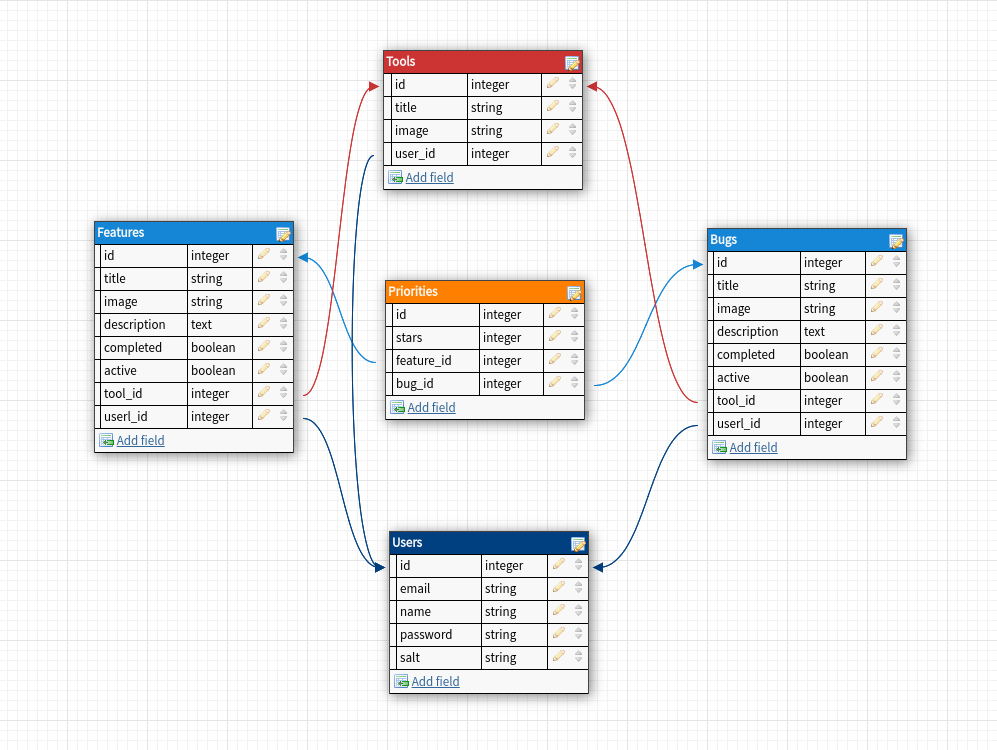 Tools
id integer
title string
image string
user_id integer
Add field
Features
id integer
title string
image string
description text
completed boolean
active boolean
tool_id integer
userl_id integer
Add field
Priorities
id integer
stars integer
feature_id integer
bug_id integer
Add field
Bugs
id integer
title string
image string
description text
completed boolean
active boolean
tool_id integer
userl_id integer
Add field
Users
id integer
email string
name string
password string
salt string
Add field